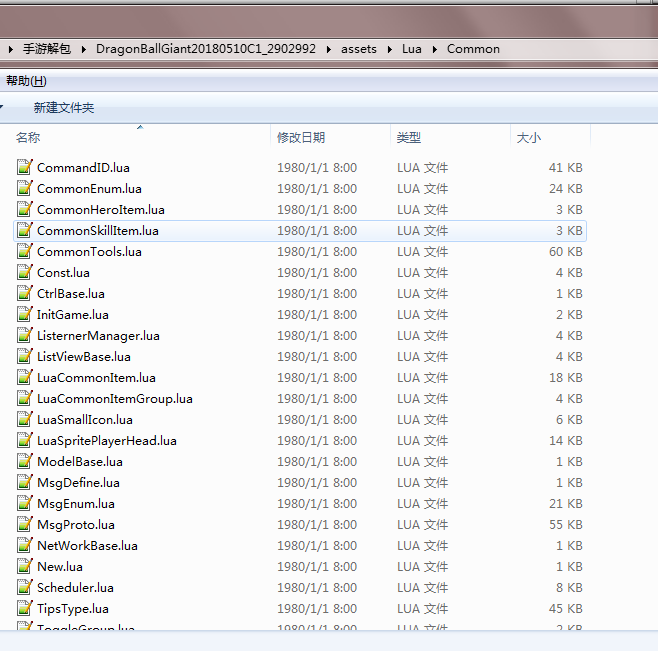 手游解包 DragonBallGiant20180510C1_2902992 assets Lua Common
帮助(H)
新建文件夹
名称 修改日期 类型 大小
CommandID.lua 1980/1/1 8:00 LUA 文件 41 KB
CommonEnum.lua 1980/1/1 8:00 LUA 文件 24 KB
CommonHeroItem.lua 1980/1/1 8:00 LUA 文件 3 KB
CommonSkillItem.lua 1980/1/1 8:00 LUA 文件 3 KB
CommonTools.lua 1980/1/1 8:00 LUA 文件 60 KB
Const.lua 1980/1/1 8:00 LUA 文件 4 KB
CtrlBase.lua 1980/1/1 8:00 LUA 文件 1 KB
InitGame.lua 1980/1/1 8:00 LUA 文件 2 KB
ListernerManager.lua 1980/1/1 8:00 LUA 文件 4 KB
ListViewBase.lua 1980/1/1 8:00 LUA 文件 4 KB
LuaCommonItem.lua 1980/1/1 8:00 LUA 文件 18 KB
LuaCommonItemGroup.lua 1980/1/1 8:00 LUA 文件 4 KB
LuaSmallIcon.lua 1980/1/1 8:00 LUA 文件 6 KB
LuaSpritePlayerHead.lua 1980/1/1 8:00 LUA 文件 14 KB
ModelBase.lua 1980/1/1 8:00 LUA 文件 1 KB
MsgDefine.lua 1980/1/1 8:00 LUA 文件 1 KB
MsgEnum.lua 1980/1/1 8:00 LUA 文件 21 KB
MsgProto.lua 1980/1/1 8:00 LUA 文件 55 KB
NetWorkBase.lua 1980/1/1 8:00 LUA 文件 1 KB
New.lua 1980/1/1 8:00 LUA 文件 1 KB
Scheduler.lua 1980/1/1 8:00 LUA 文件 8 KB
TipsType.lua 1980/1/1 8:00 LUA 文件 45 KB
ToggleGroup.lua 1980/1/1 8:00 LUA 文件 2 KB